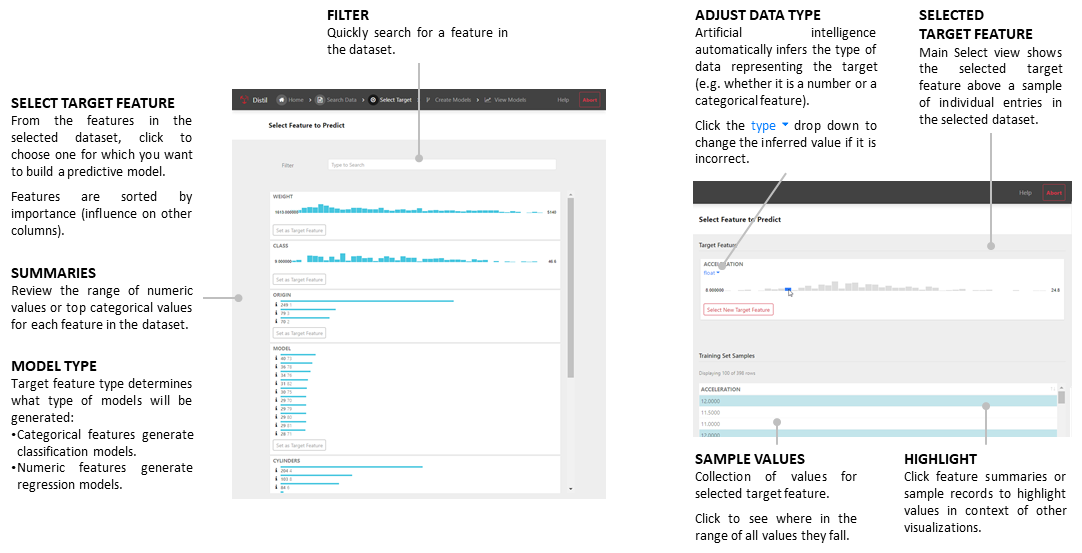 FILTER
Quickly search for a feature in
the dataset.
SELECT TARGET FEATURE
From the features in the
selected dataset, click to
choose one for which you want
to build a predictive model.
Features are sorted by
importance (influence on other
columns).
SUMMARIES
Review the range of numeric
values or top categorical values
for each feature in the dataset.
MODEL TYPE
Target feature type determines
what type of models will be
generated:
•Categorical features generate
classification models.
•Numeric features generate
regression models.
Distil Home Search Data Select Target Create Models View Models Help Abort
Select Feature to Predict
Filter Type to Search
WEIGHT
5140
Set as Target Feature
CLASS
46.6
Set as Target Feature
ORIGIN
249 1
79 3
70 2
Set as Target Feature
MODEL
40 73
36 78
34 76
31 82
30 75
29 70
29 79
29 80
29 81
28 71
Set as Target Feature
CYLINDERS
204 4
103 8
84 6
ADJUST DATA TYPE
Artificial intelligence
automatically infers the type of
data representing the target
(e.g. whether it is a number or a
categorical feature).
Click the type drop down to
change the inferred value if it is
incorrect.
SELECTED
TARGET FEATURE
Main Select view shows
the selected target
feature above a sample
of individual entries in
the selected dataset.
Help Abort
Select Feature to Predict
Target Feature
ACCELERATION
float
8.000000 24.8
Select New Target Feature
Training Set Samples
Displaying 100 of 398 rows
ACCELERATION
12.0000
11.5000
11.0000
12.0000
SAMPLE VALUES
Collection of values for
selected target feature.
Click to see where in the
range of all values they fall.
HIGHLIGHT
Click feature summaries or
sample records to highlight
values in context of other
visualizations.